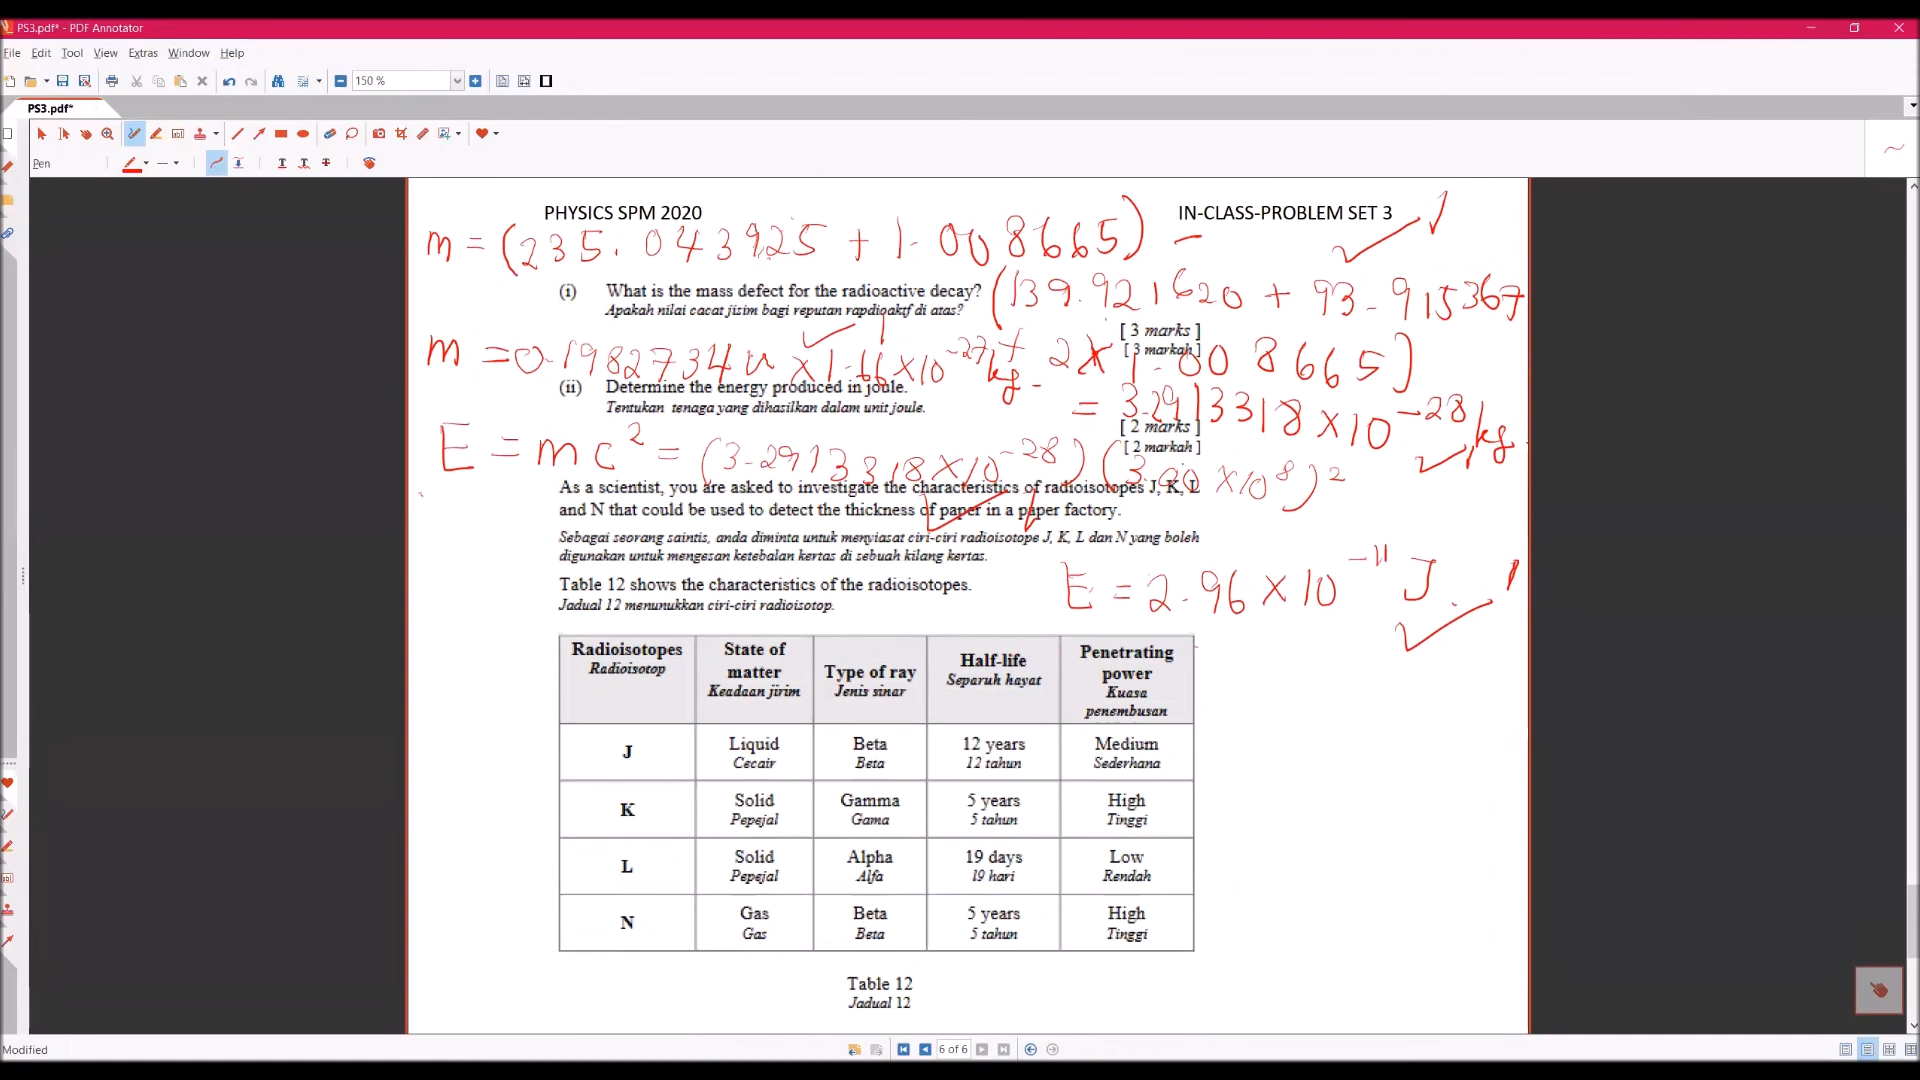 PS3.pdf* - PDF Annotator
File Edit Tool View Extras Window Help
150 %
PS3.pdf*
Pen
PHYSICS SPM 2020 IN-CLASS-PROBLEM SET 3
m = (235.043925 + 1.008665) -
(i) What is the mass defect for the radioactive decay? (139.921620 + 93.915367
Apakah nilai cacat jisim bagi reputan rapdioaktf di atas?
[ 3 marks ]
[ 3 markah ]
m = 0.1982734 u × 1.66 × 10^-27 kg + 2 × 1.008665)
(ii) Determine the energy produced in joule.
Tentukan tenaga yang dihasilkan dalam unit joule.
= 3.2913318 × 10^-28 kg
[ 2 marks ]
[ 2 markah ]
E = mc² = (3.2913318 × 10^-28) (3.00 × 10^8)²
As a scientist, you are asked to investigate the characteristics of radioisotopes J, K, L
and N that could be used to detect the thickness of paper in a paper factory.
Sebagai seorang saintis, anda diminta untuk menyiasat ciri-ciri radioisotope J, K, L dan N yang boleh
digunakan untuk mengesan ketebalan kertas di sebuah kilang kertas.
E = 2.96 × 10^-11 J
Table 12 shows the characteristics of the radioisotopes.
Jadual 12 menunukkan ciri-ciri radioisotop.
Radioisotopes State of matter Type of ray Half-life Penetrating power
Radioisotop Keadaan jirim Jenis sinar Separuh hayat Kuasa penembusan
J Liquid Beta 12 years Medium
Cecair Beta 12 tahun Sederhana
K Solid Gamma 5 years High
Pepejal Gama 5 tahun Tinggi
L Solid Alpha 19 days Low
Pepejal Alfa 19 hari Rendah
N Gas Beta 5 years High
Gas Beta 5 tahun Tinggi
Table 12
Jadual 12
Modified
6 of 6